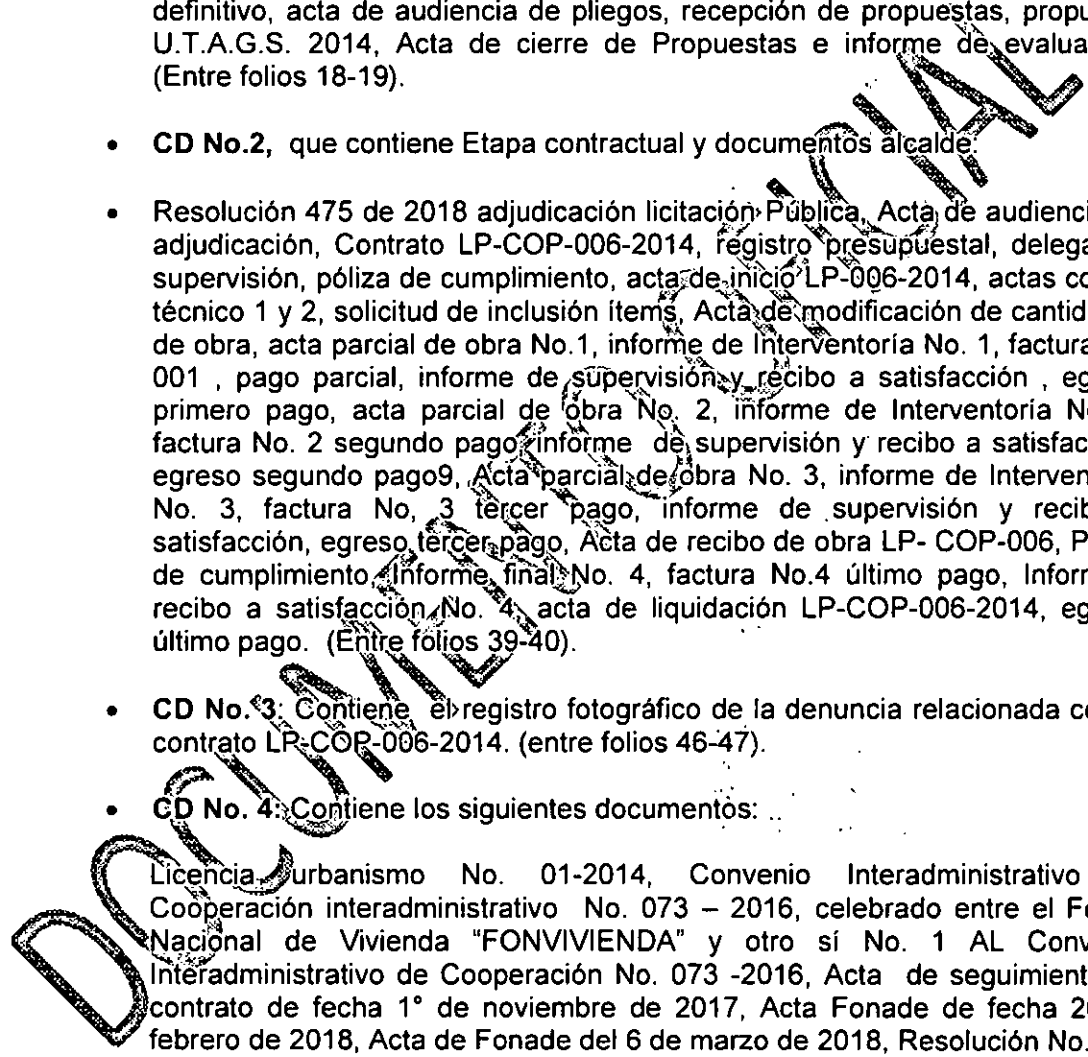 definitivo, acta de audiencia de pliegos, recepción de propuestas, propu
U.T.A.G.S. 2014, Acta de cierre de Propuestas e informe de evalua
(Entre folios 18-19).
• CD No.2, que contiene Etapa contractual y documentos alcalde:
• Resolución 475 de 2018 adjudicación licitación Pública, Acta de audienci
adjudicación, Contrato LP-COP-006-2014, registro presupuestal, delega
supervisión, póliza de cumplimiento, acta de inicio LP-006-2014, actas co
técnico 1 y 2, solicitud de inclusión ítems, Acta de modificación de cantid
de obra, acta parcial de obra No.1, informe de Interventoría No. 1, factura
001 , pago parcial, informe de supervisión y recibo a satisfacción , eg
primero pago, acta parcial de obra No. 2, informe de Interventoría No
factura No. 2 segundo pago, informe de supervisión y recibo a satisfac
egreso segundo pago9, Acta parcial de obra No. 3, informe de Interven
No. 3, factura No, 3 tercer pago, informe de supervisión y recib
satisfacción, egreso tercer pago, Acta de recibo de obra LP- COP-006, P
de cumplimiento, Informe final No. 4, factura No.4 último pago, Inform
recibo a satisfacción No. 4, acta de liquidación LP-COP-006-2014, eg
último pago. (Entre folios 39-40).
• CD No. 3: Contiene el registro fotográfico de la denuncia relacionada co
contrato LP-COP-006-2014. (entre folios 46-47).
• CD No. 4: Contiene los siguientes documentos:
Licencia urbanismo No. 01-2014, Convenio Interadministrativo
Cooperación interadministrativo No. 073 – 2016, celebrado entre el Fo
Nacional de Vivienda "FONVIVIENDA" y otro sí No. 1 AL Conv
Interadministrativo de Cooperación No. 073 -2016, Acta de seguimient
contrato de fecha 1° de noviembre de 2017, Acta Fonade de fecha 2
febrero de 2018, Acta de Fonade del 6 de marzo de 2018, Resolución No.
DOCUMENTO OFICIAL